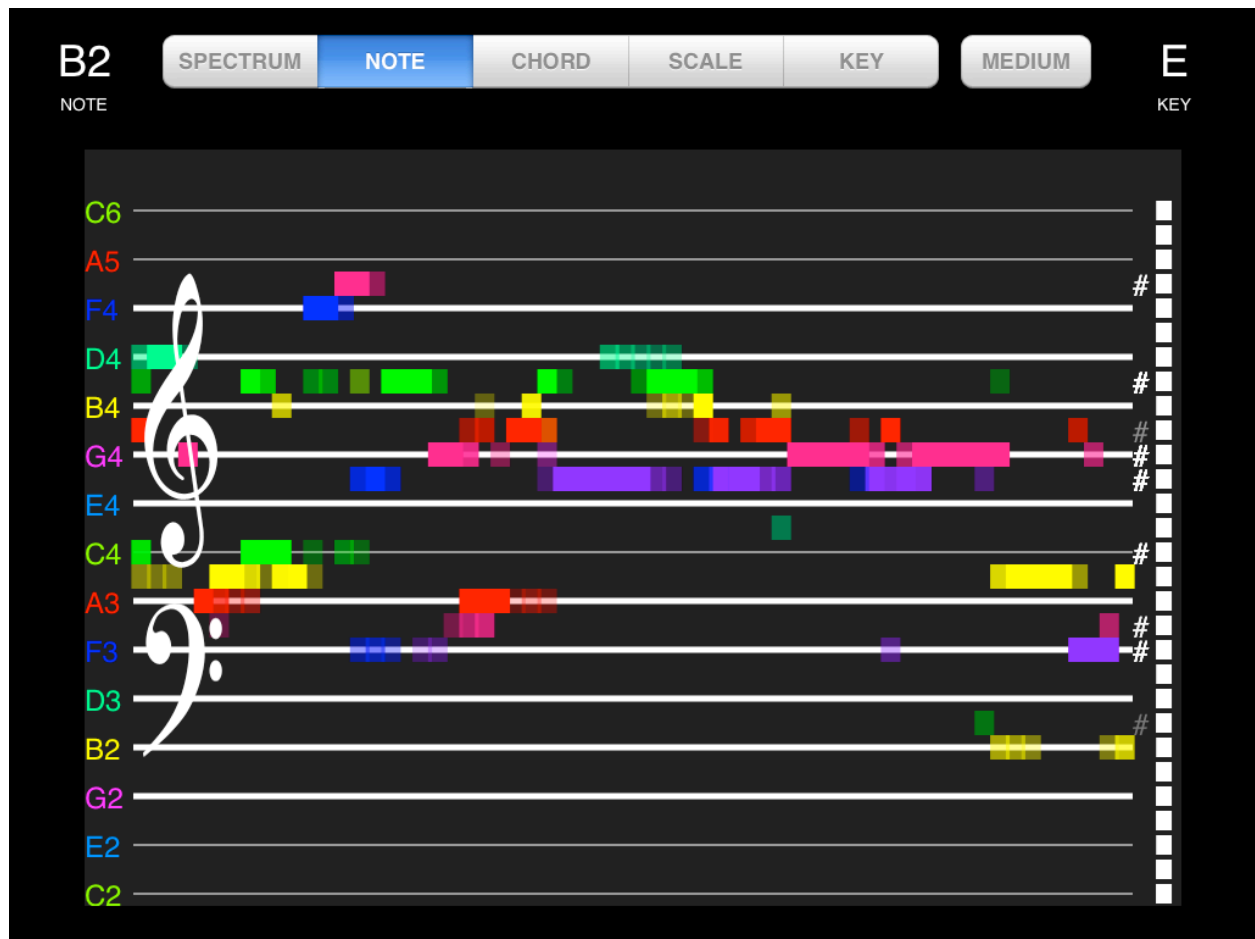 B2 SPECTRUM NOTE CHORD SCALE KEY MEDIUM E
NOTE KEY
C6
A5
#
F4
D4
#
B4
#
G4 #
#
E4
C4 #
A3
#
F3 #
D3
#
B2
G2
E2
C2